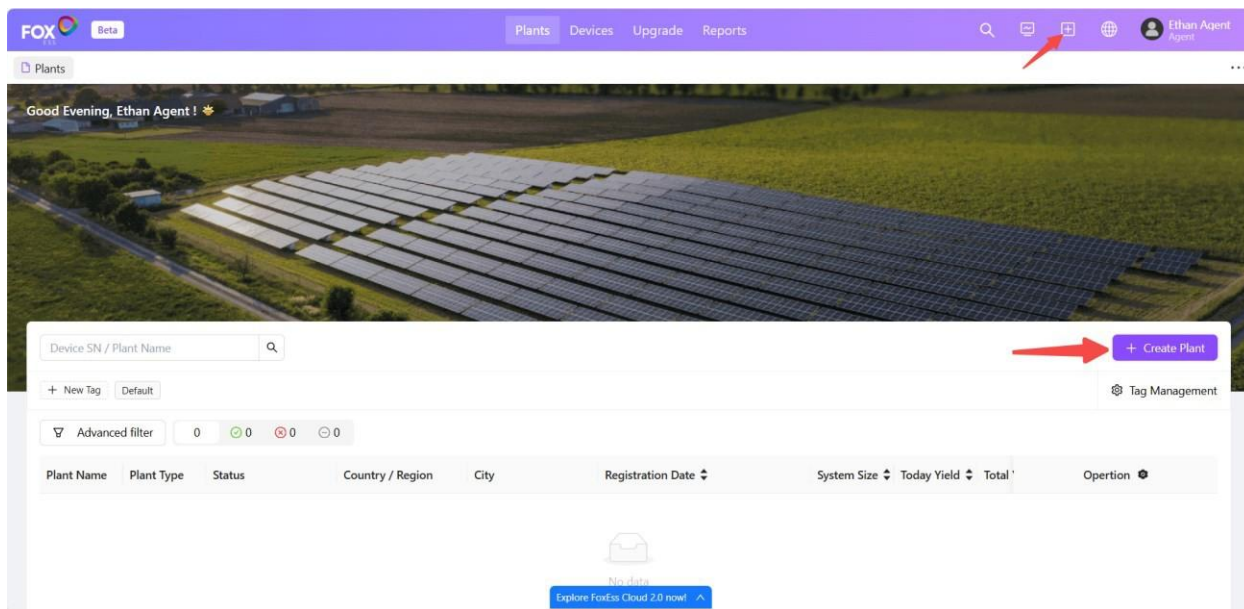 FOX ESS Beta Plants Devices Upgrade Reports Ethan Agent
Agent
Plants
Good Evening, Ethan Agent !
Device SN / Plant Name + Create Plant
+ New Tag Default Tag Management
Advanced filter 0 0 0 0
Plant Name Plant Type Status Country / Region City Registration Date System Size Today Yield Total Opertion
No data
Explore FoxEss Cloud 2.0 now!